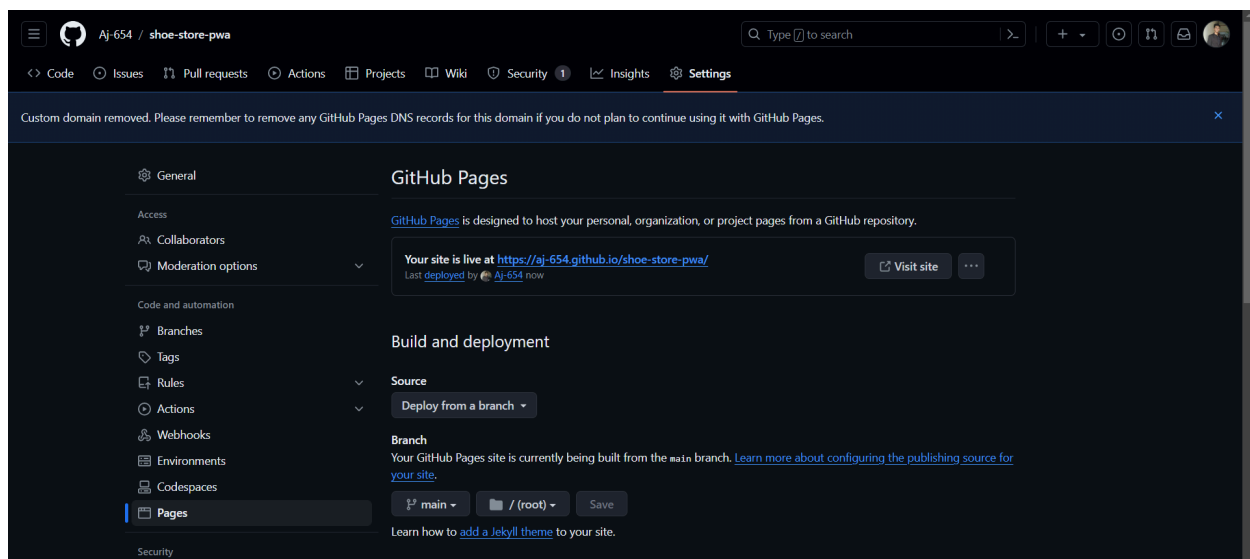 Aj-654 / shoe-store-pwa
Type / to search
Code Issues Pull requests Actions Projects Wiki Security 1 Insights Settings
Custom domain removed. Please remember to remove any GitHub Pages DNS records for this domain if you do not plan to continue using it with GitHub Pages.
General
Access
Collaborators
Moderation options
Code and automation
Branches
Tags
Rules
Actions
Webhooks
Environments
Codespaces
Pages
Security
GitHub Pages
GitHub Pages is designed to host your personal, organization, or project pages from a GitHub repository.
Your site is live at https://aj-654.github.io/shoe-store-pwa/
Last deployed by Aj-654 now
Visit site
Build and deployment
Source
Deploy from a branch
Branch
Your GitHub Pages site is currently being built from the main branch. Learn more about configuring the publishing source for
your site.
main / (root) Save
Learn how to add a Jekyll theme to your site.